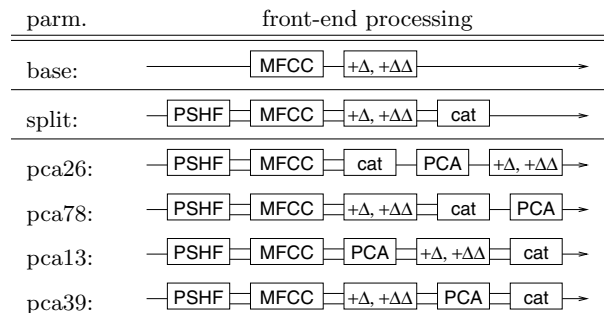 parm. front-end processing
base: MFCC +Δ, +ΔΔ
split: PSHF MFCC +Δ, +ΔΔ cat
pca26: PSHF MFCC cat PCA +Δ, +ΔΔ
pca78: PSHF MFCC +Δ, +ΔΔ cat PCA
pca13: PSHF MFCC PCA +Δ, +ΔΔ cat
pca39: PSHF MFCC +Δ, +ΔΔ PCA cat